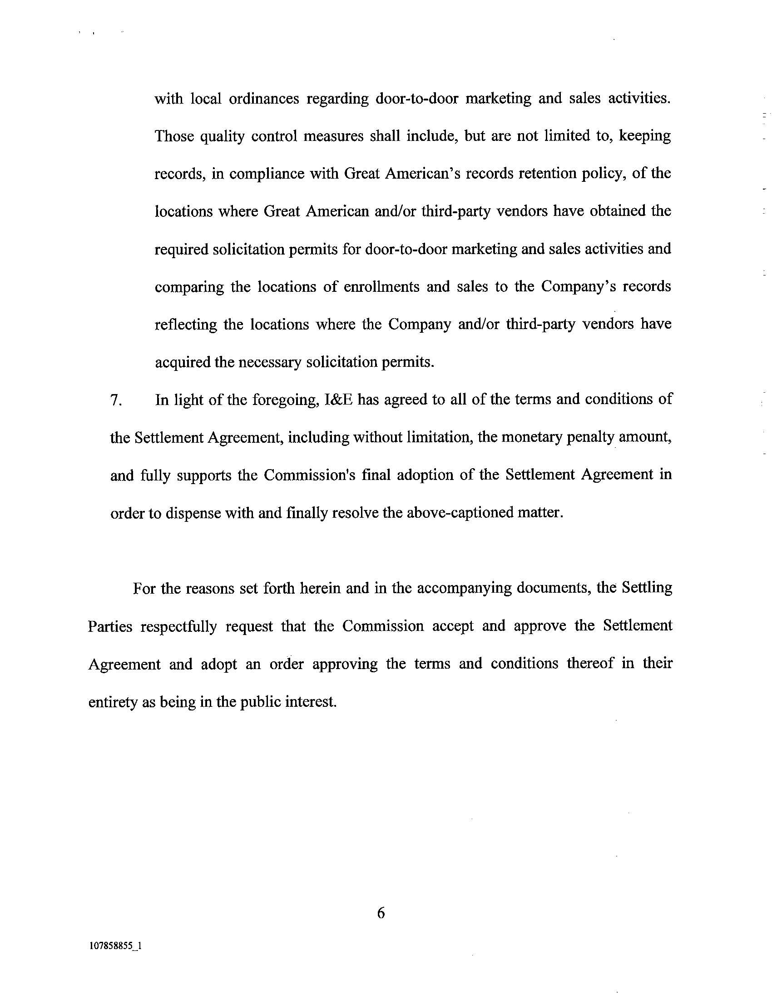 with local ordinances regarding door-to-door marketing and sales activities.
Those quality control measures shall include, but are not limited to, keeping
records, in compliance with Great American’s records retention policy, of the
locations where Great American and/or third-party vendors have obtained the
required solicitation permits for door-to-door marketing and sales activities and
comparing the locations of enrollments and sales to the Company’s records
reflecting the locations where the Company and/or third-party vendors have
acquired the necessary solicitation permits.
7. In light of the foregoing, I&E has agreed to all of the terms and conditions of
the Settlement Agreement, including without limitation, the monetary penalty amount,
and fully supports the Commission's final adoption of the Settlement Agreement in
order to dispense with and finally resolve the above-captioned matter.
For the reasons set forth herein and in the accompanying documents, the Settling
Parties respectfully request that the Commission accept and approve the Settlement
Agreement and adopt an order approving the terms and conditions thereof in their
entirety as being in the public interest.
6
107858855_1